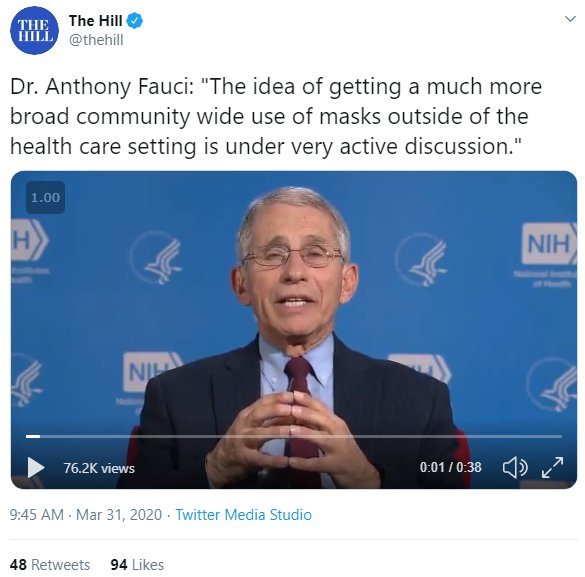 THE
HILL
The Hill
@thehill
Dr. Anthony Fauci: "The idea of getting a much more
broad community wide use of masks outside of the
health care setting is under very active discussion."
1.00
H
NIH
National Institutes
of Health
NIH
76.2K views
0:01 / 0:38
9:45 AM · Mar 31, 2020 · Twitter Media Studio
48 Retweets 94 Likes